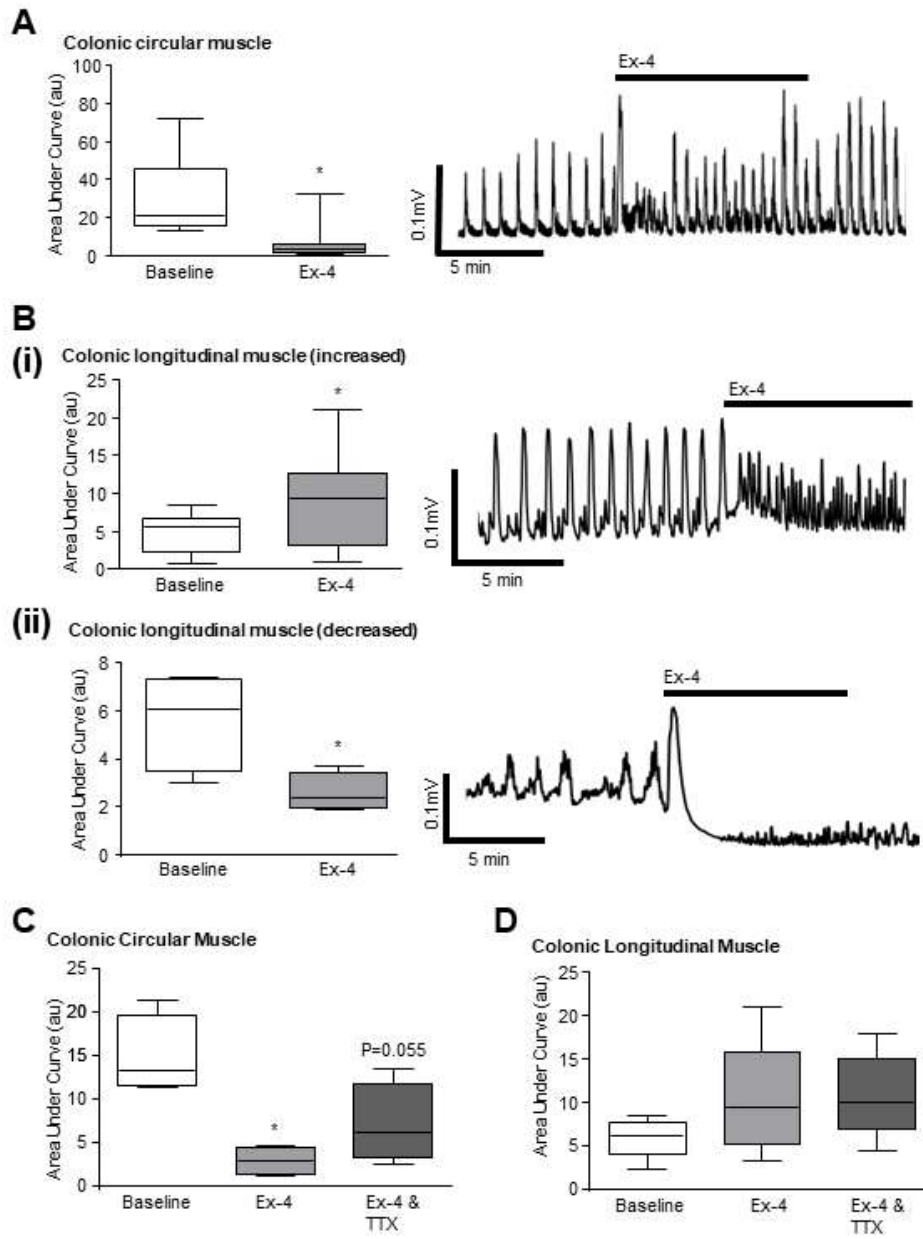 A
Colonic circular muscle
Area Under Curve (au)
100
80
60
40
20
0
*
Baseline
Ex-4
Ex-4
0.1mV
5 min
B
(i)
Colonic longitudinal muscle (increased)
Area Under Curve (au)
25
20
15
10
5
0
*
Baseline
Ex-4
Ex-4
0.1mV
5 min
(ii)
Colonic longitudinal muscle (decreased)
Area Under Curve (au)
8
6
4
2
0
*
Baseline
Ex-4
Ex-4
0.1mV
5 min
C
Colonic Circular Muscle
Area Under Curve (au)
25
20
15
10
5
0
*
P=0.055
Baseline
Ex-4
Ex-4 &
TTX
D
Colonic Longitudinal Muscle
Area Under Curve (au)
25
20
15
10
5
0
Baseline
Ex-4
Ex-4 &
TTX